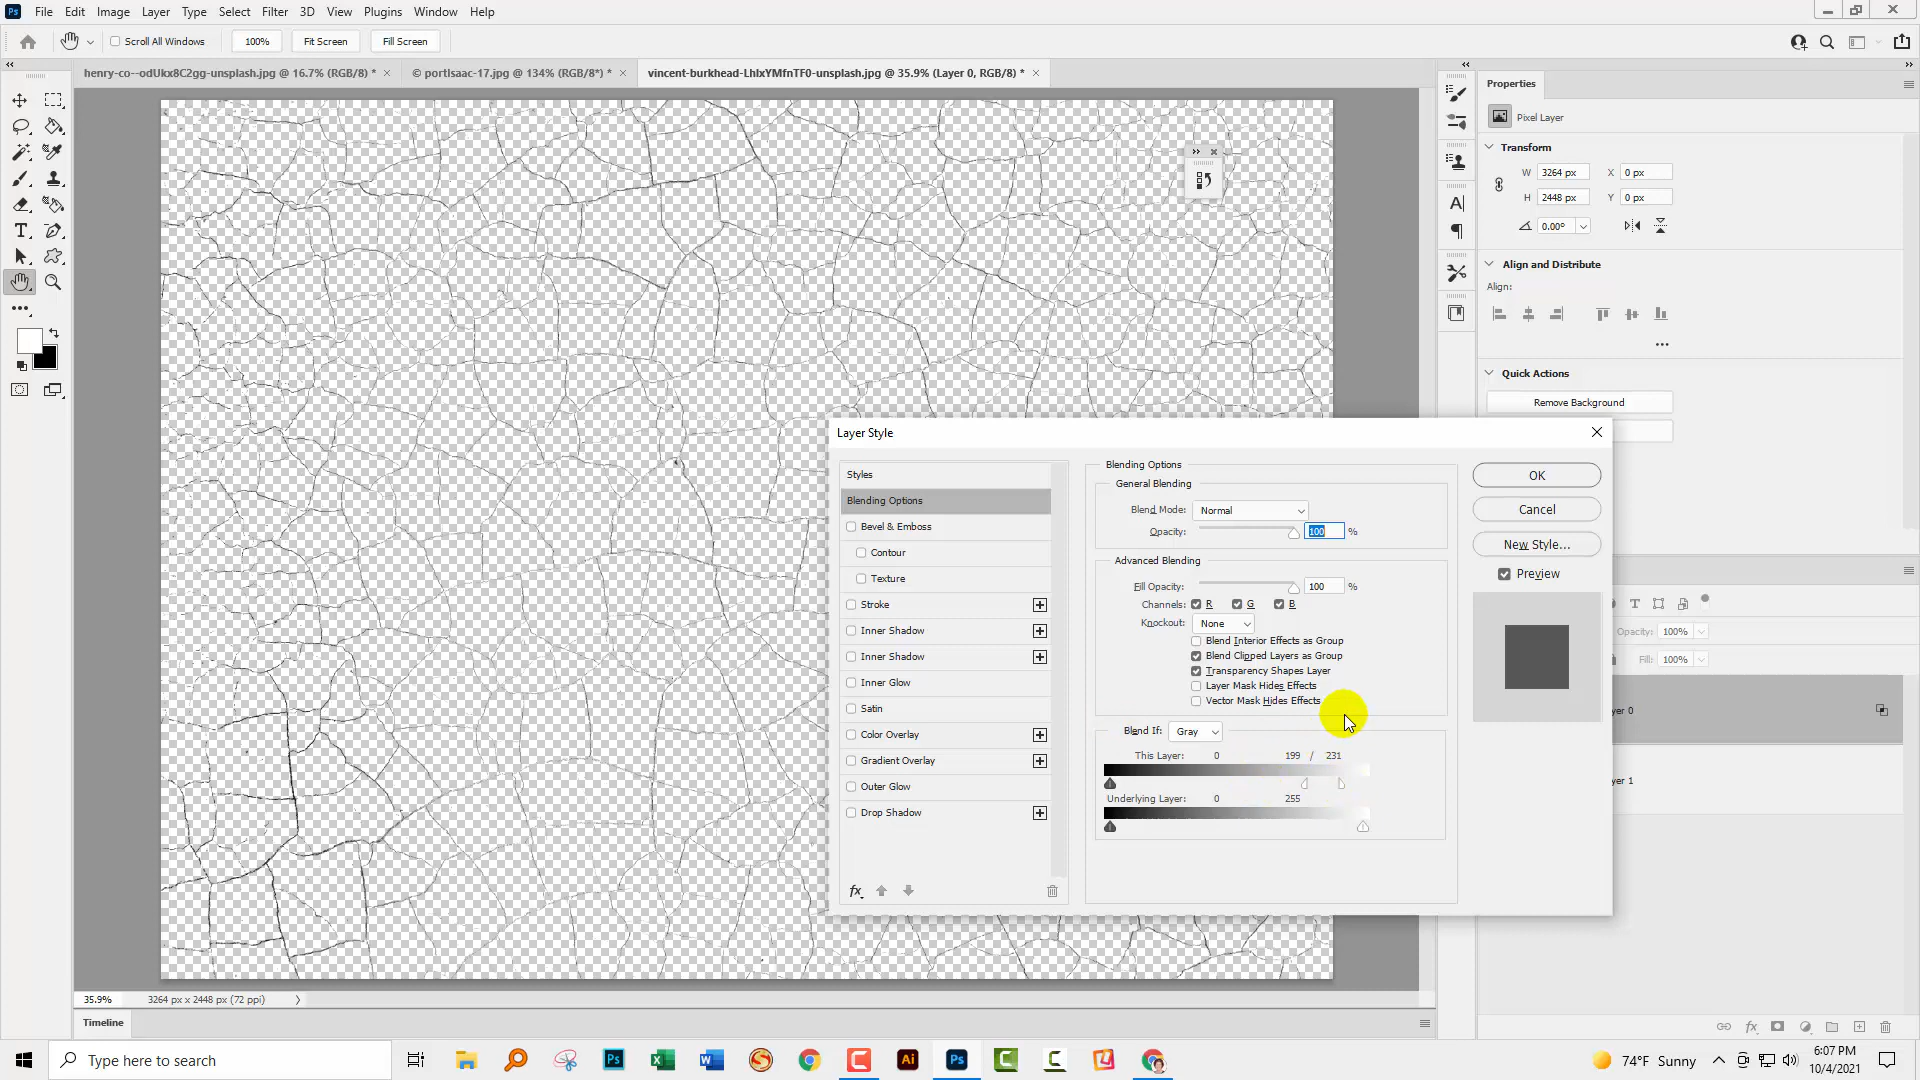 Ps File Edit Image Layer Type Select Filter 3D View Plugins Window Help
Scroll All Windows 100% Fit Screen Fill Screen
henry-co--odUkx8C2gg-unsplash.jpg @ 16.7% (RGB/8) * × © portIsaac-17.jpg @ 134% (RGB/8*) * × vincent-burkhead-LhIxYMfnTF0-unsplash.jpg @ 35.9% (Layer 0, RGB/8) * ×
Properties
Pixel Layer
Transform
W 3264 px X 0 px
H 2448 px Y 0 px
0.00°
Align and Distribute
Align:
Quick Actions
Remove Background
Layer Style
Styles
Blending Options
Bevel & Emboss
Contour
Texture
Stroke
Inner Shadow
Inner Shadow
Inner Glow
Satin
Color Overlay
Gradient Overlay
Outer Glow
Drop Shadow
fx
Blending Options
General Blending
Blend Mode: Normal
Opacity: 100 %
Advanced Blending
Fill Opacity: 100 %
Channels: R G B
Knockout: None
Blend Interior Effects as Group
Blend Clipped Layers as Group
Transparency Shapes Layer
Layer Mask Hides Effects
Vector Mask Hides Effects
Blend If: Gray
This Layer: 0 199 / 231
Underlying Layer: 0 255
OK
Cancel
New Style...
Preview
Opacity: 100%
Fill: 100%
yer 0
yer 1
fx
35.9% 3264 px x 2448 px (72 ppi)
Timeline
Type here to search
74°F Sunny
6:07 PM
10/4/2021